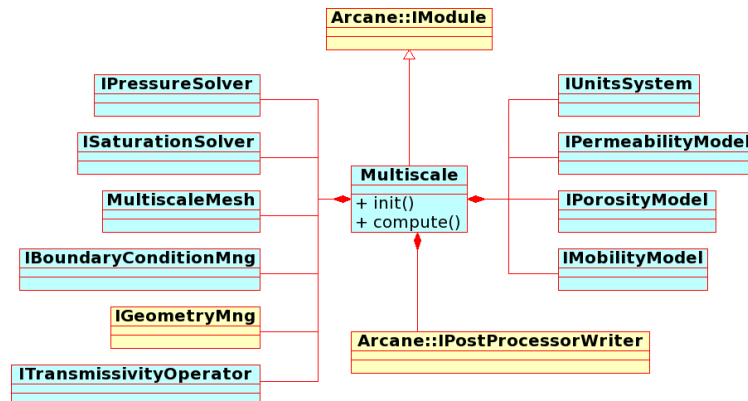 Arcane::IModule
IPressureSolver
ISaturationSolver
MultiscaleMesh
IBoundaryConditionMng
IGeometryMng
ITransmissivityOperator
Multiscale
+ init()
+ compute()
Arcane::IPostProcessorWriter
IUnitsSystem
IPermeabilityModel
IPorosityModel
IMobilityModel